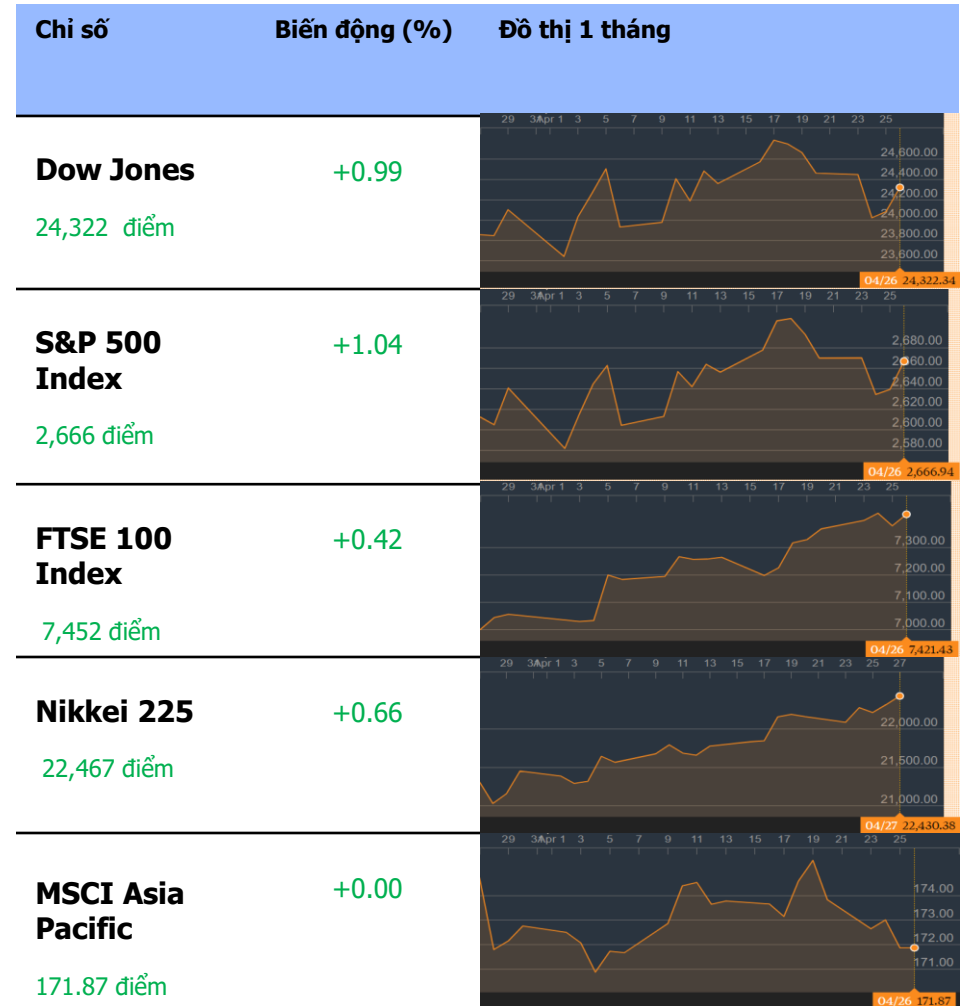 Chỉ số Biến động (%) Đồ thị 1 tháng
29 3 Apr 1 3 5 7 9 11 13 15 17 19 21 23 25
Dow Jones +0.99
24,322 điểm
24,600.00
24,400.00
24,200.00
24,000.00
23,800.00
23,600.00
04/26 24,322.34
29 3 Apr 1 3 5 7 9 11 13 15 17 19 21 23 25
S&P 500
Index
+1.04
2,666 điểm
2,680.00
2,660.00
2,640.00
2,620.00
2,600.00
2,580.00
04/26 2,666.94
29 3 Apr 1 3 5 7 9 11 13 15 17 19 21 23 25
FTSE 100
Index
+0.42
7,452 điểm
7,300.00
7,200.00
7,100.00
7,000.00
04/26 7,421.43
29 3 Apr 1 3 5 7 9 11 13 15 17 19 21 23 25 27
Nikkei 225 +0.66
22,467 điểm
22,000.00
21,500.00
21,000.00
04/27 22,430.38
29 3 Apr 1 3 5 7 9 11 13 15 17 19 21 23 25
MSCI Asia
Pacific
+0.00
171.87 điểm
174.00
173.00
172.00
171.00
04/26 171.87